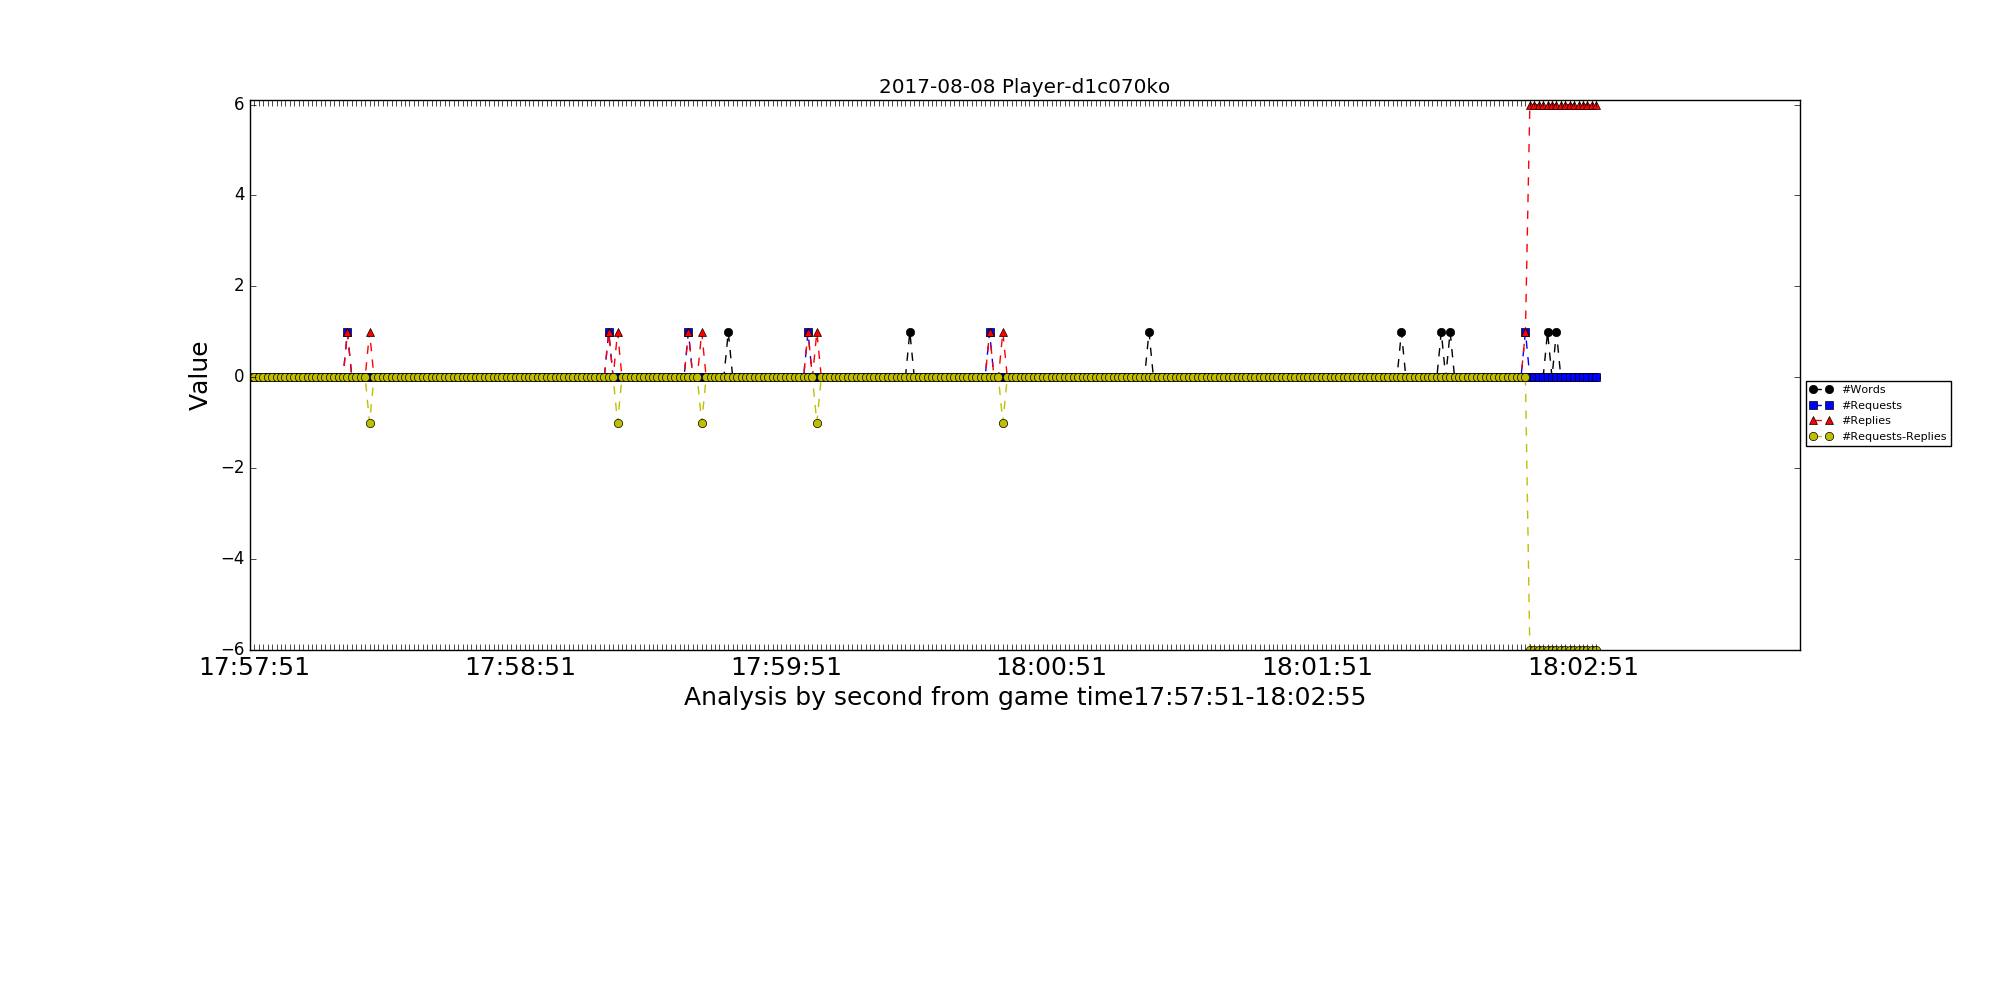 2017-08-08 Player-d1c070ko
6
4
2
0
−2
−4
−6
Value
17:57:51 17:58:51 17:59:51 18:00:51 18:01:51 18:02:51
Analysis by second from game time17:57:51-18:02:55
#Words
#Requests
#Replies
#Requests-Replies